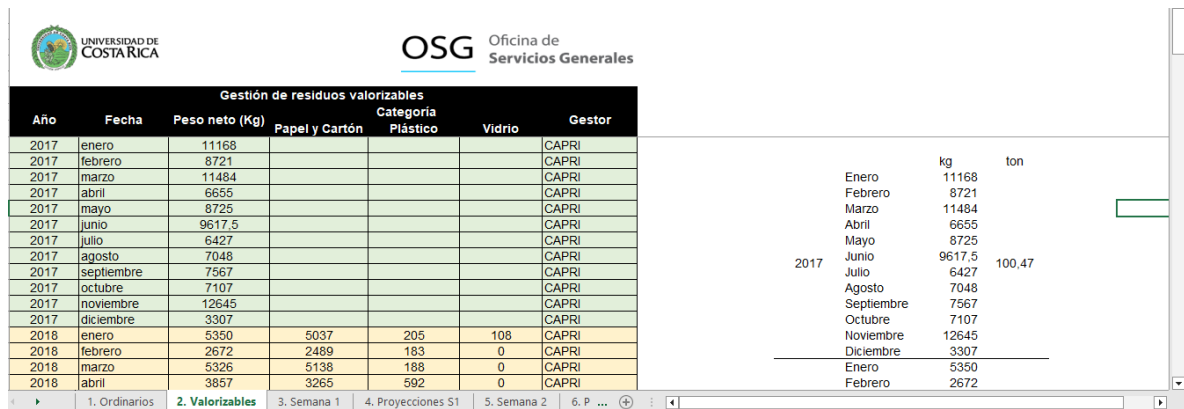 UNIVERSIDAD DE
COSTA RICA
OSG Oficina de
Servicios Generales
Gestión de residuos valorizables
Año Fecha Peso neto (Kg) Categoría Gestor
Papel y Cartón Plástico Vidrio
2017 enero 11168 CAPRI
2017 febrero 8721 CAPRI kg ton
2017 marzo 11484 CAPRI Enero 11168
2017 abril 6655 CAPRI Febrero 8721
2017 mayo 8725 CAPRI Marzo 11484
2017 junio 9617,5 CAPRI Abril 6655
2017 julio 6427 CAPRI Mayo 8725
2017 agosto 7048 CAPRI 2017 Junio 9617,5 100,47
2017 septiembre 7567 CAPRI Julio 6427
2017 octubre 7107 CAPRI Agosto 7048
2017 noviembre 12645 CAPRI Septiembre 7567
2017 diciembre 3307 CAPRI Octubre 7107
2018 enero 5350 5037 205 108 CAPRI Noviembre 12645
2018 febrero 2672 2489 183 0 CAPRI Diciembre 3307
2018 marzo 5326 5138 188 0 CAPRI Enero 5350
2018 abril 3857 3265 592 0 CAPRI Febrero 2672
1. Ordinarios 2. Valorizables 3. Semana 1 4. Proyecciones S1 5. Semana 2 6. P ...